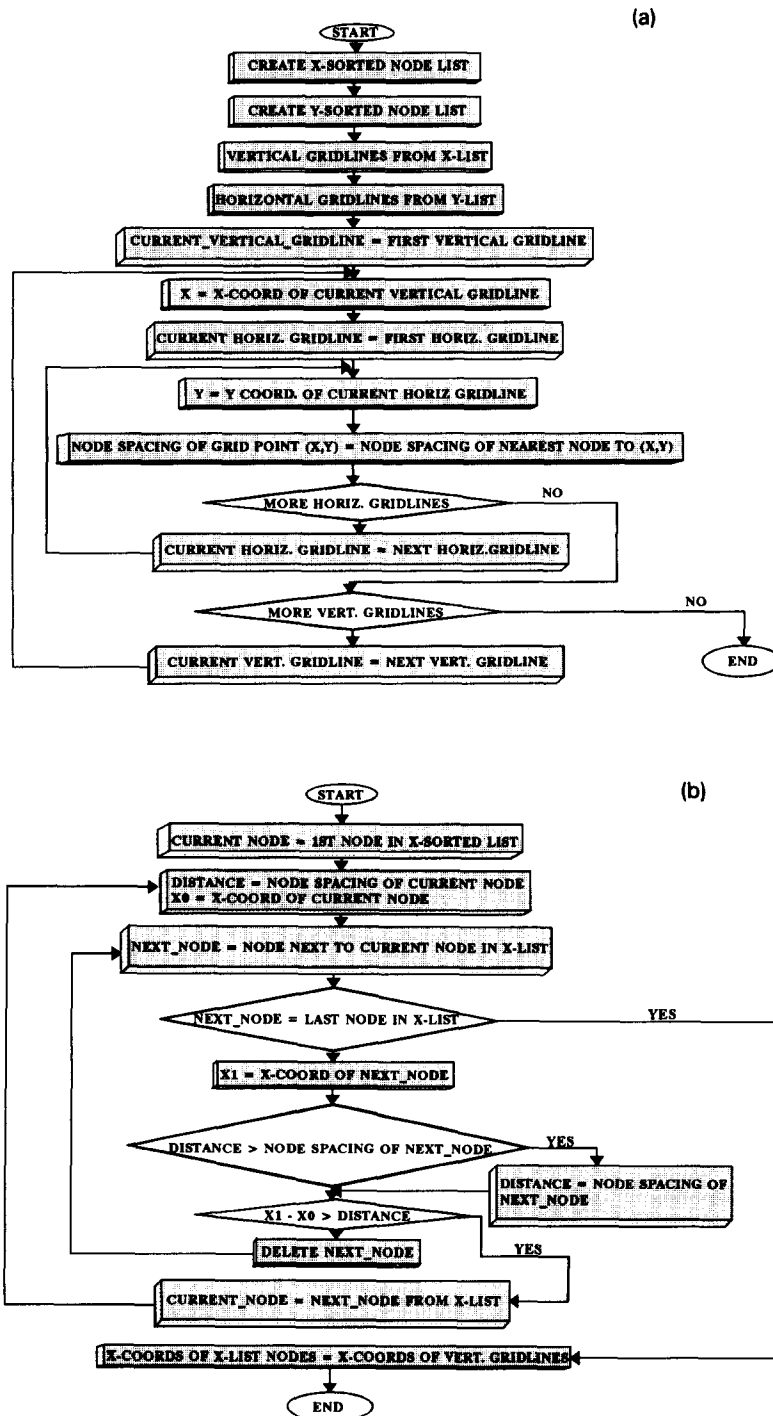 (a)
START
CREATE X-SORTED NODE LIST
CREATE Y-SORTED NODE LIST
VERTICAL GRIDLINES FROM X-LIST
HORIZONTAL GRIDLINES FROM Y-LIST
CURRENT_VERTICAL_GRIDLINE = FIRST VERTICAL GRIDLINE
X = X-COORD OF CURRENT VERTICAL GRIDLINE
CURRENT HORIZ. GRIDLINE = FIRST HORIZ. GRIDLINE
Y = Y COORD. OF CURRENT HORIZ GRIDLINE
NODE SPACING OF GRID POINT (X,Y) = NODE SPACING OF NEAREST NODE TO (X,Y)
MORE HORIZ. GRIDLINES
NO
CURRENT HORIZ. GRIDLINE = NEXT HORIZ.GRIDLINE
MORE VERT. GRIDLINES
NO
CURRENT VERT. GRIDLINE = NEXT VERT. GRIDLINE
END
(b)
START
CURRENT NODE = 1ST NODE IN X-SORTED LIST
DISTANCE = NODE SPACING OF CURRENT NODE
X0 = X-COORD OF CURRENT NODE
NEXT_NODE = NODE NEXT TO CURRENT NODE IN X-LIST
NEXT_NODE = LAST NODE IN X-LIST
YES
X1 = X-COORD OF NEXT_NODE
DISTANCE > NODE SPACING OF NEXT_NODE
YES
DISTANCE = NODE SPACING OF
NEXT_NODE
X1 - X0 > DISTANCE
YES
DELETE NEXT_NODE
CURRENT_NODE = NEXT_NODE FROM X-LIST
X-COORDS OF X-LIST NODES = X-COORDS OF VERT. GRIDLINES
END